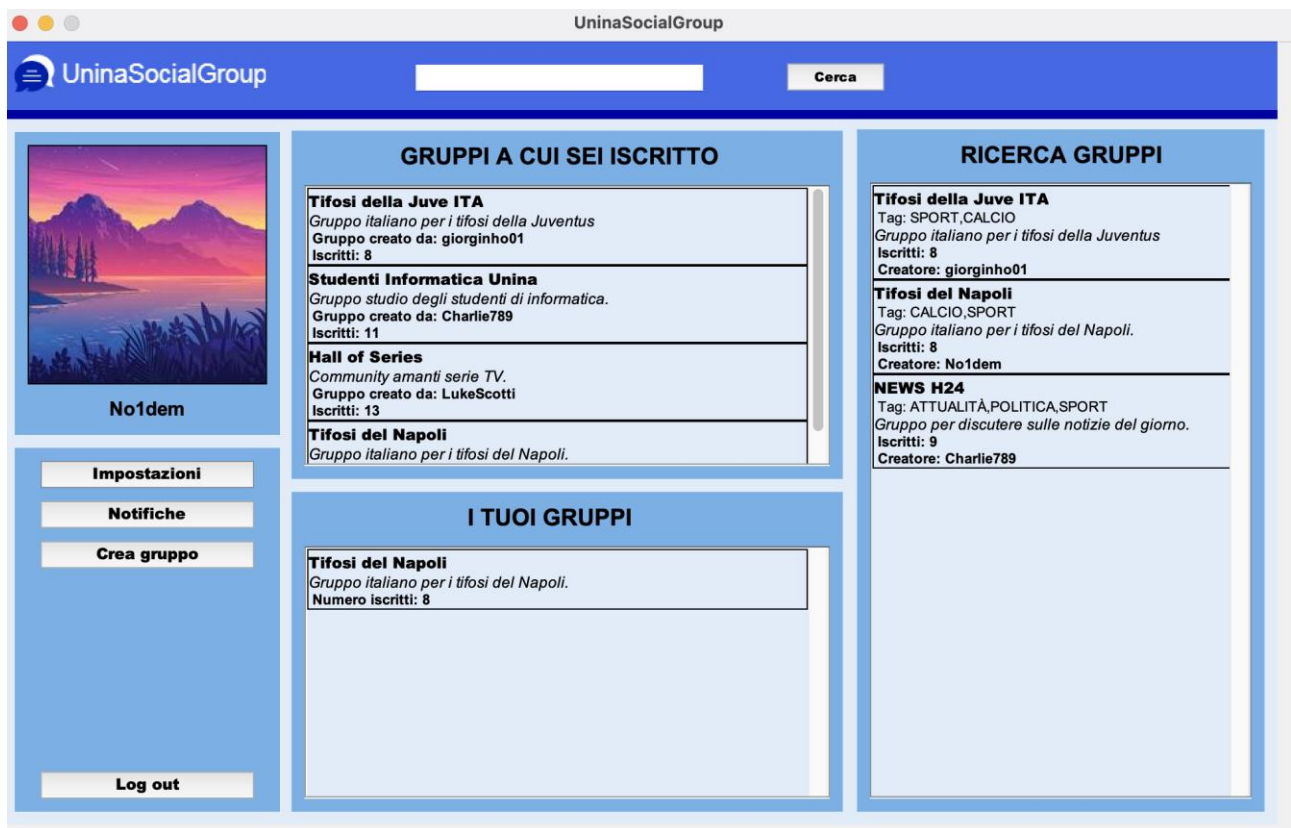 UninaSocialGroup
UninaSocialGroup
Cerca
No1dem
Impostazioni
Notifiche
Crea gruppo
Log out
GRUPPI A CUI SEI ISCRITTO
Tifosi della Juve ITA
Gruppo italiano per i tifosi della Juventus
Gruppo creato da: giorginho01
Iscritti: 8
Studenti Informatica Unina
Gruppo studio degli studenti di informatica.
Gruppo creato da: Charlie789
Iscritti: 11
Hall of Series
Community amanti serie TV.
Gruppo creato da: LukeScotti
Iscritti: 13
Tifosi del Napoli
Gruppo italiano per i tifosi del Napoli.
I TUOI GRUPPI
Tifosi del Napoli
Gruppo italiano per i tifosi del Napoli.
Numero iscritti: 8
RICERCA GRUPPI
Tifosi della Juve ITA
Tag: SPORT,CALCIO
Gruppo italiano per i tifosi della Juventus
Iscritti: 8
Creatore: giorginho01
Tifosi del Napoli
Tag: CALCIO,SPORT
Gruppo italiano per i tifosi del Napoli.
Iscritti: 8
Creatore: No1dem
NEWS H24
Tag: ATTUALITÀ,POLITICA,SPORT
Gruppo per discutere sulle notizie del giorno.
Iscritti: 9
Creatore: Charlie789